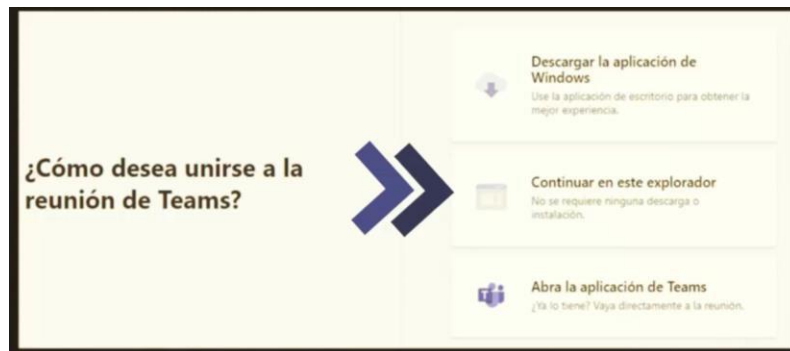 ¿Cómo desea unirse a la
reunión de Teams?
Descargar la aplicación de
Windows
Use la aplicación de escritorio para obtener la
mejor experiencia.
Continuar en este explorador
No se requiere ninguna descarga o
instalación.
Abra la aplicación de Teams
¿Ya lo tiene? Vaya directamente a la reunión.